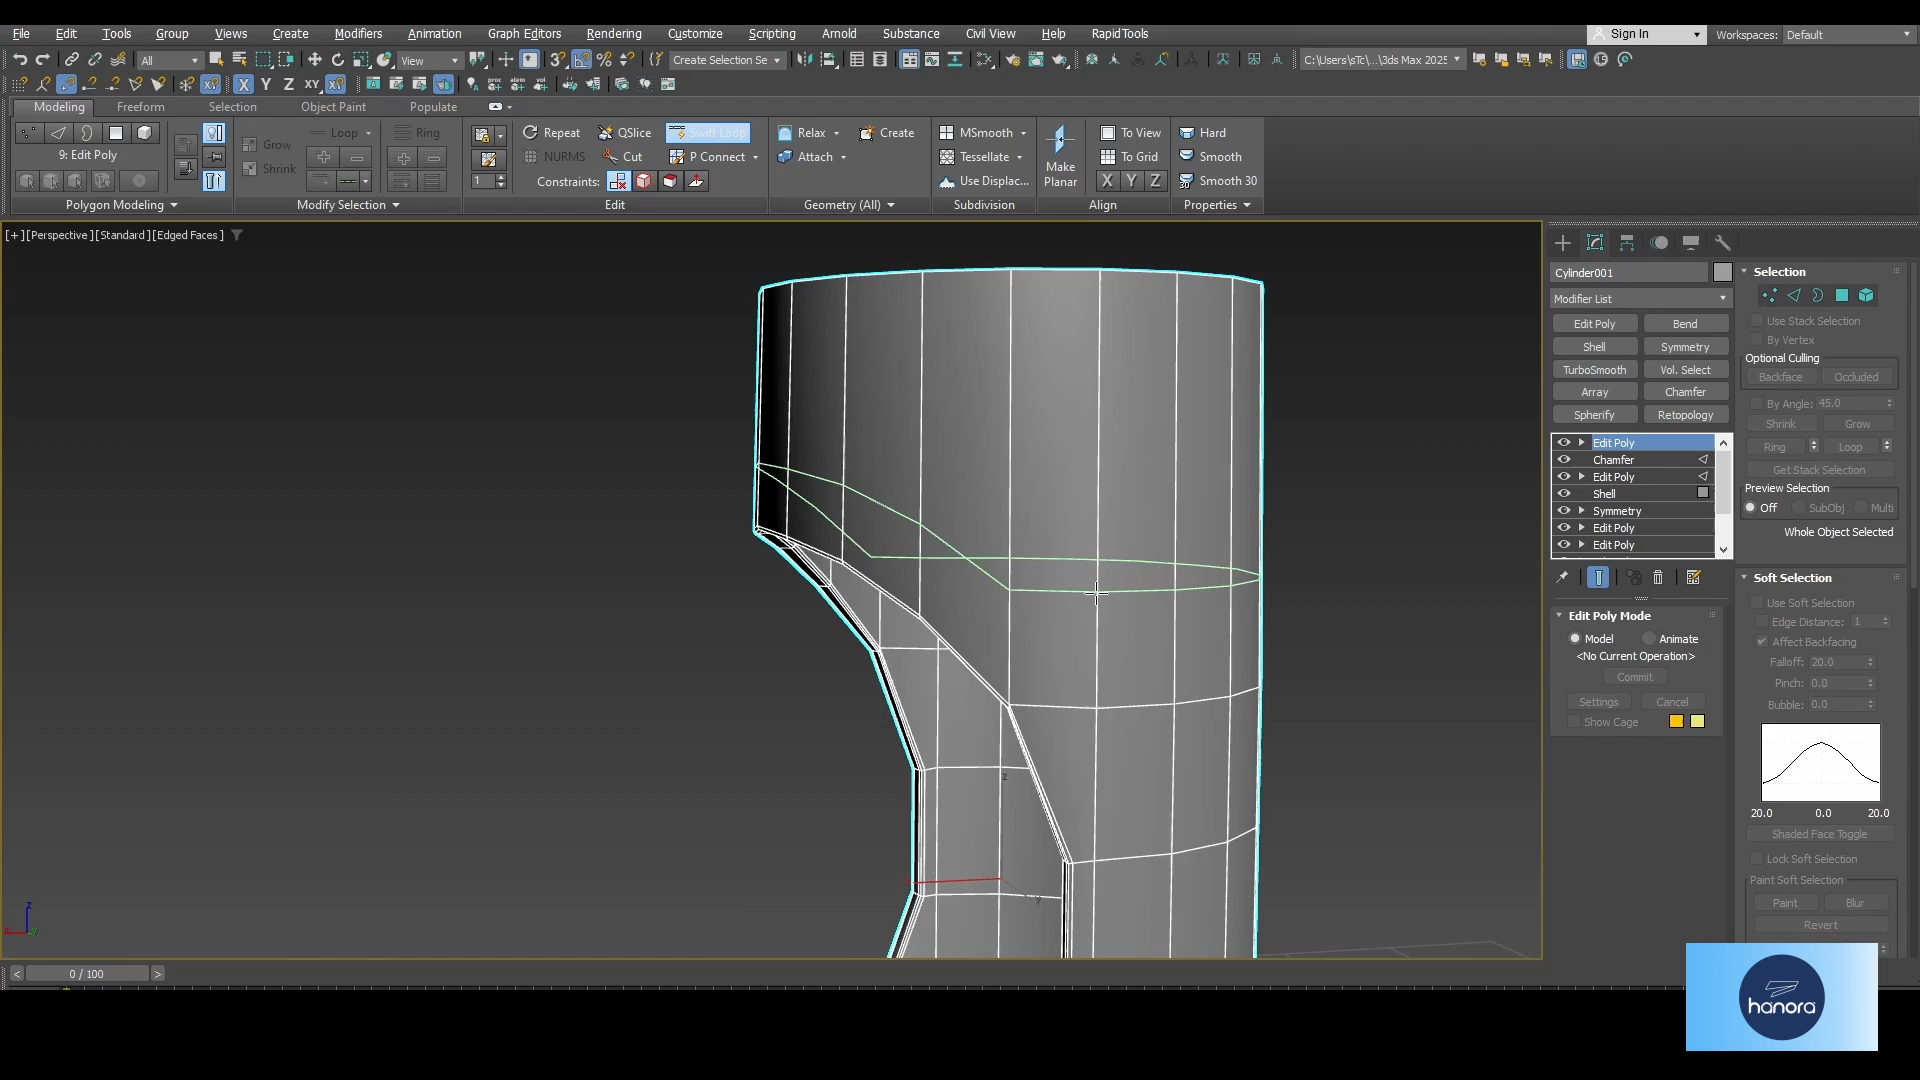 File Edit Tools Group Views Create Modifiers Animation Graph Editors Rendering Customize Scripting Arnold Substance Civil View Help RapidTools Sign In Workspaces: Default
All View Create Selection Se C:\Users\sTc\...\3ds Max 2025
X Y Z XY
Modeling Freeform Selection Object Paint Populate
Loop Ring Repeat QSlice Swift Loop Relax Create MSmooth To View Hard
9: Edit Poly Grow NURMS Cut P Connect Attach Tessellate Make Planar To Grid Smooth
Shrink 1 Constraints: Use Displac... X Y Z Smooth 30
Polygon Modeling Modify Selection Edit Geometry (All) Subdivision Align Properties
[+][Perspective][Standard][Edged Faces]
Cylinder001
Modifier List
Edit Poly Bend
Shell Symmetry
TurboSmooth Vol. Select
Array Chamfer
Spherify Retopology
Edit Poly
Chamfer
Edit Poly
Shell
Symmetry
Edit Poly
Edit Poly
Edit Poly Mode
Model Animate
<No Current Operation>
Commit
Settings Cancel
Show Cage
Selection
Use Stack Selection
By Vertex
Optional Culling
Backface Occluded
By Angle: 45.0
Shrink Grow
Ring Loop
Get Stack Selection
Preview Selection
Off SubObj Multi
Whole Object Selected
Soft Selection
Use Soft Selection
Edge Distance: 1
Affect Backfacing
Falloff: 20.0
Pinch: 0.0
Bubble: 0.0
20.0 0.0 20.0
Shaded Face Toggle
Lock Soft Selection
Paint Soft Selection
Paint Blur
Revert
z
y
z
x y
< 0 / 100 >
hanora